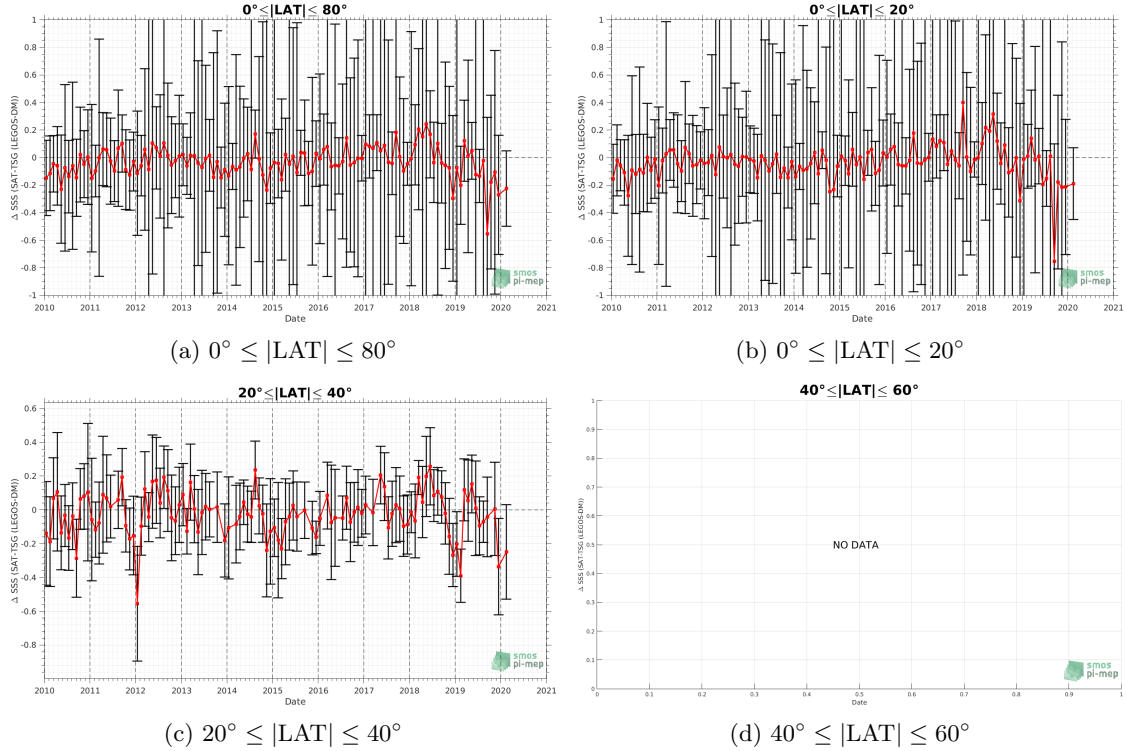 0°≤|LAT|≤ 80°
Δ SSS (SAT-TSG (LEGOS-DM))
1
0.8
0.6
0.4
0.2
0
-0.2
-0.4
-0.6
-0.8
-1
2010 2011 2012 2013 2014 2015 2016 2017 2018 2019 2020 2021
Date
smos
pi-mep
(a) 0° ≤ |LAT| ≤ 80°
0°≤|LAT|≤ 20°
Δ SSS (SAT-TSG (LEGOS-DM))
1
0.8
0.6
0.4
0.2
0
-0.2
-0.4
-0.6
-0.8
-1
2010 2011 2012 2013 2014 2015 2016 2017 2018 2019 2020 2021
Date
smos
pi-mep
(b) 0° ≤ |LAT| ≤ 20°
20°≤|LAT|≤ 40°
Δ SSS (SAT-TSG (LEGOS-DM))
0.6
0.4
0.2
0
-0.2
-0.4
-0.6
-0.8
2010 2011 2012 2013 2014 2015 2016 2017 2018 2019 2020 2021
Date
smos
pi-mep
(c) 20° ≤ |LAT| ≤ 40°
40°≤|LAT|≤ 60°
Δ SSS (SAT-TSG (LEGOS-DM))
1
0.9
0.8
0.7
0.6
0.5
0.4
0.3
0.2
0.1
0
NO DATA
0 0.1 0.2 0.3 0.4 0.5 0.6 0.7 0.8 0.9 1
Date
smos
pi-mep
(d) 40° ≤ |LAT| ≤ 60°